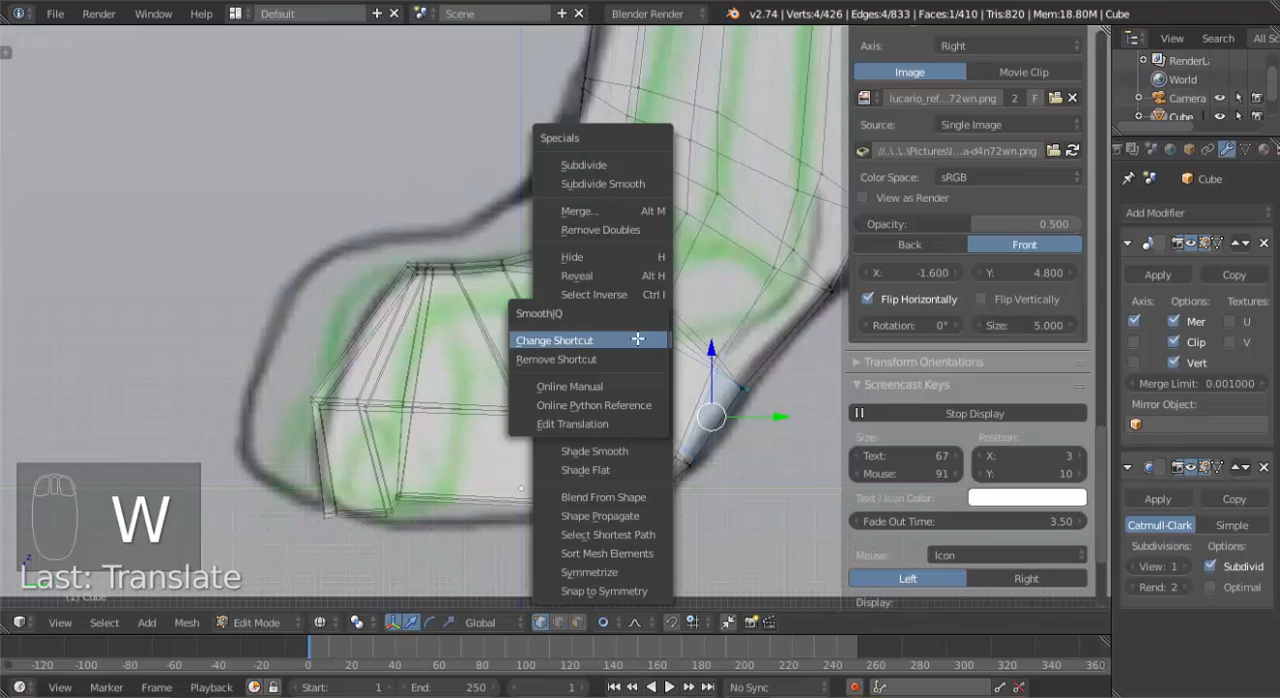 File Render Window Help Default Scene Blender Render v2.74 | Verts:4/426 | Edges:4/833 | Faces:1/410 | Tris:820 | Mem:18.80M | Cube
View Search All Sc
RenderL
World
Camera
Cube
Axis: Right
Image Movie Clip
lucario_ref...72wn.png 2 F
Source: Single Image
//..\..\..\Pictures\l...a-d4n72wn.png
Color Space: sRGB
View as Render
Opacity: 0.500
Back Front
X: -1.600 Y: 4.800
Flip Horizontally Flip Vertically
Rotation: 0° Size: 5.000
Transform Orientations
Screencast Keys
Stop Display
Size: Position:
Text: 67 X: 3
Mouse: 91 Y: 10
Text / Icon Color:
Fade Out Time: 3.50
Mouse: Icon
Left Right
Display:
Cube
Add Modifier
Apply Copy
Axis: Options: Textures:
Mer U
Clip V
Vert
Merge Limit: 0.001000
Mirror Object:
Apply Copy
Catmull-Clark Simple
Subdivisions: Options:
View: 1 Subdivid
Rend: 2 Optimal
Specials
Subdivide
Subdivide Smooth
Merge... Alt M
Remove Doubles
Hide H
Reveal Alt H
Select Inverse Ctrl I
Smooth|Q
Change Shortcut
Remove Shortcut
Online Manual
Online Python Reference
Edit Translation
Shade Smooth
Shade Flat
Blend From Shape
Shape Propagate
Select Shortest Path
Sort Mesh Elements
Symmetrize
Snap to Symmetry
W
Last: Translate
(1) Cube
View Select Add Mesh Edit Mode Global
-120 -100 -80 -60 -40 -20 0 20 40 60 80 100 120 140 160 180 200 220 240 260 280 300 320 340 360
View Marker Frame Playback Start: 1 End: 250 1 No Sync